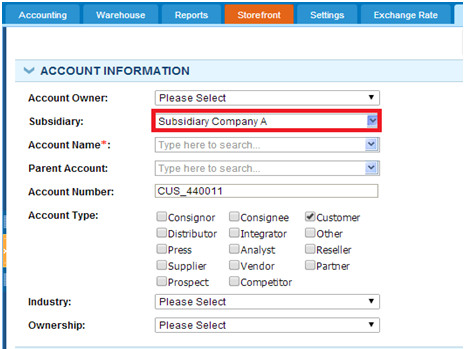 Accounting Warehouse Reports Storefront Settings Exchange Rate
ACCOUNT INFORMATION
Account Owner: Please Select
Subsidiary: Subsidiary Company A
Account Name*: Type here to search...
Parent Account: Type here to search...
Account Number: CUS_440011
Account Type: Consignor Consignee Customer
Distributor Integrator Other
Press Analyst Reseller
Supplier Vendor Partner
Prospect Competitor
Industry: Please Select
Ownership: Please Select